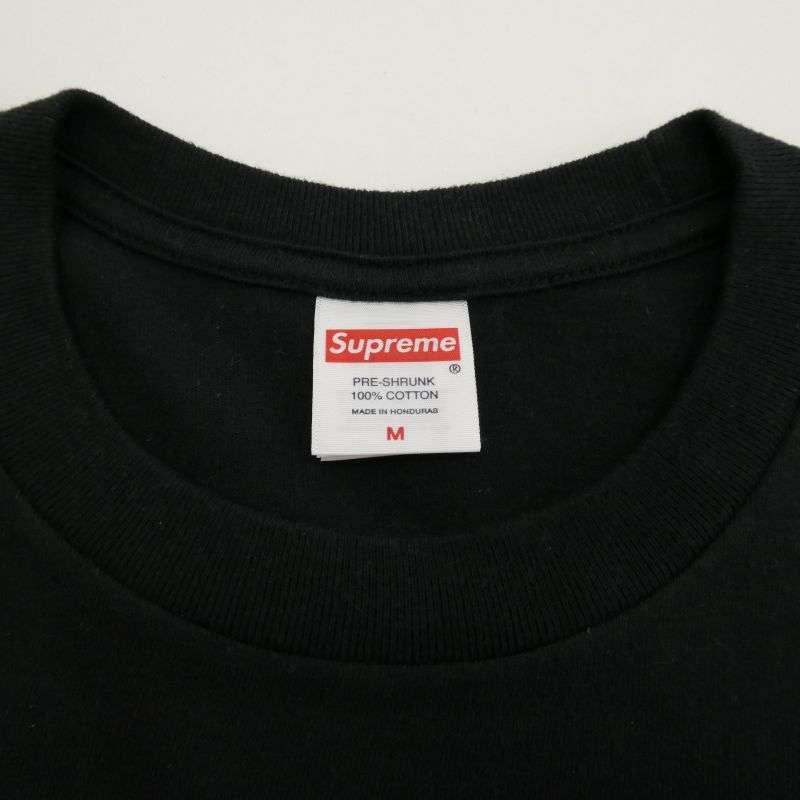 Supreme
®
PRE-SHRUNK
100% COTTON
MADE IN HONDURAS
M